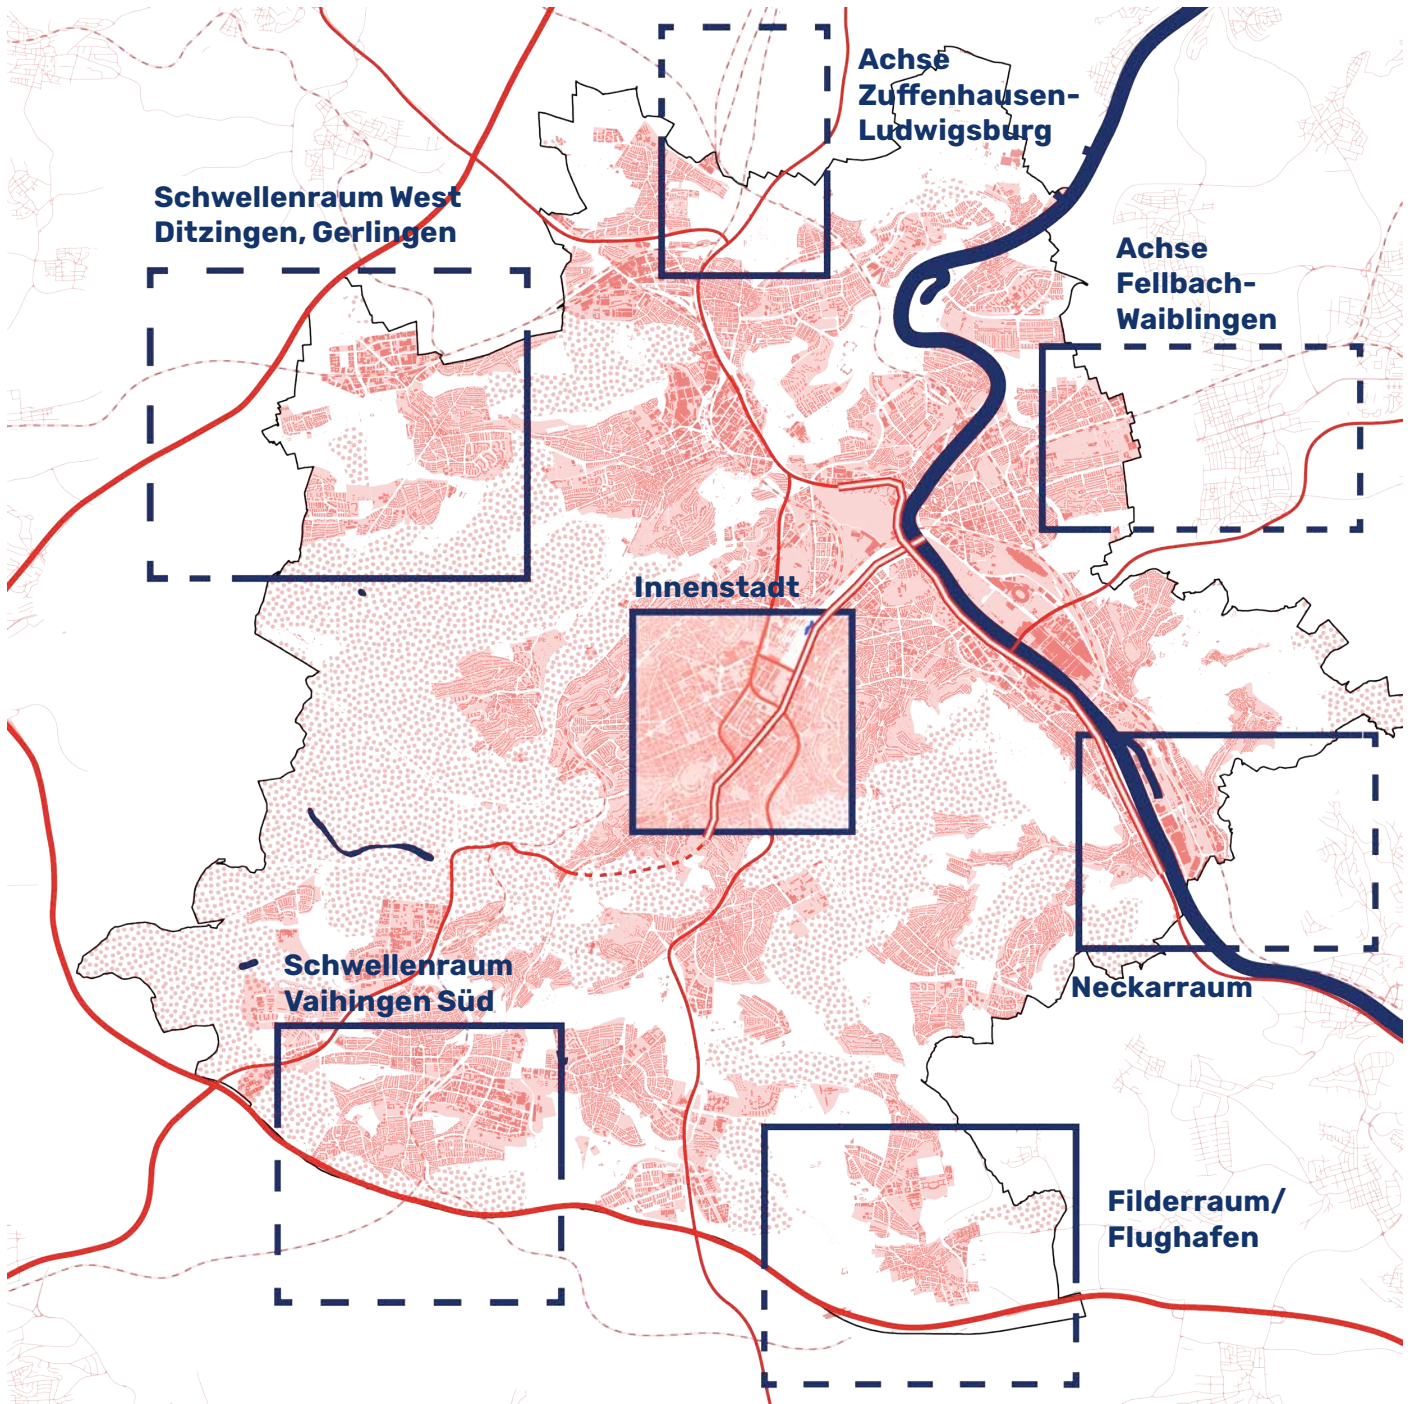 Achse
Zuffenhausen-
Ludwigsburg
Schwellenraum West
Ditzingen, Gerlingen
Achse
Fellbach-
Waiblingen
Innenstadt
Schwellenraum
Vaihingen Süd
Neckarraum
Filderraum/
Flughafen